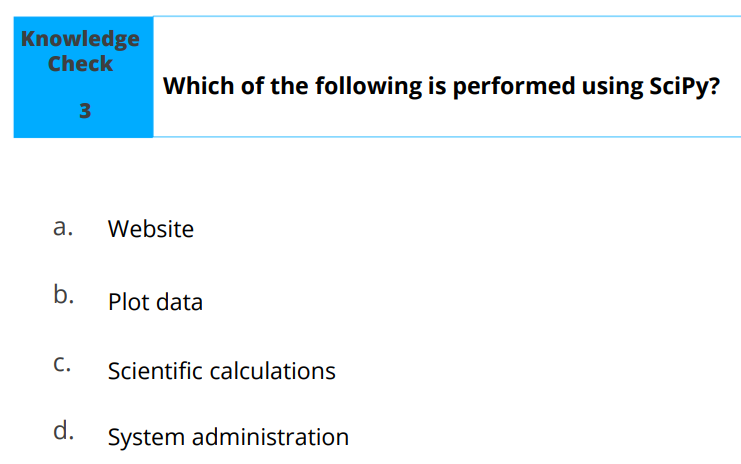 Knowledge
Check
3
Which of the following is performed using SciPy?
a. Website
b. Plot data
c. Scientific calculations
d. System administration